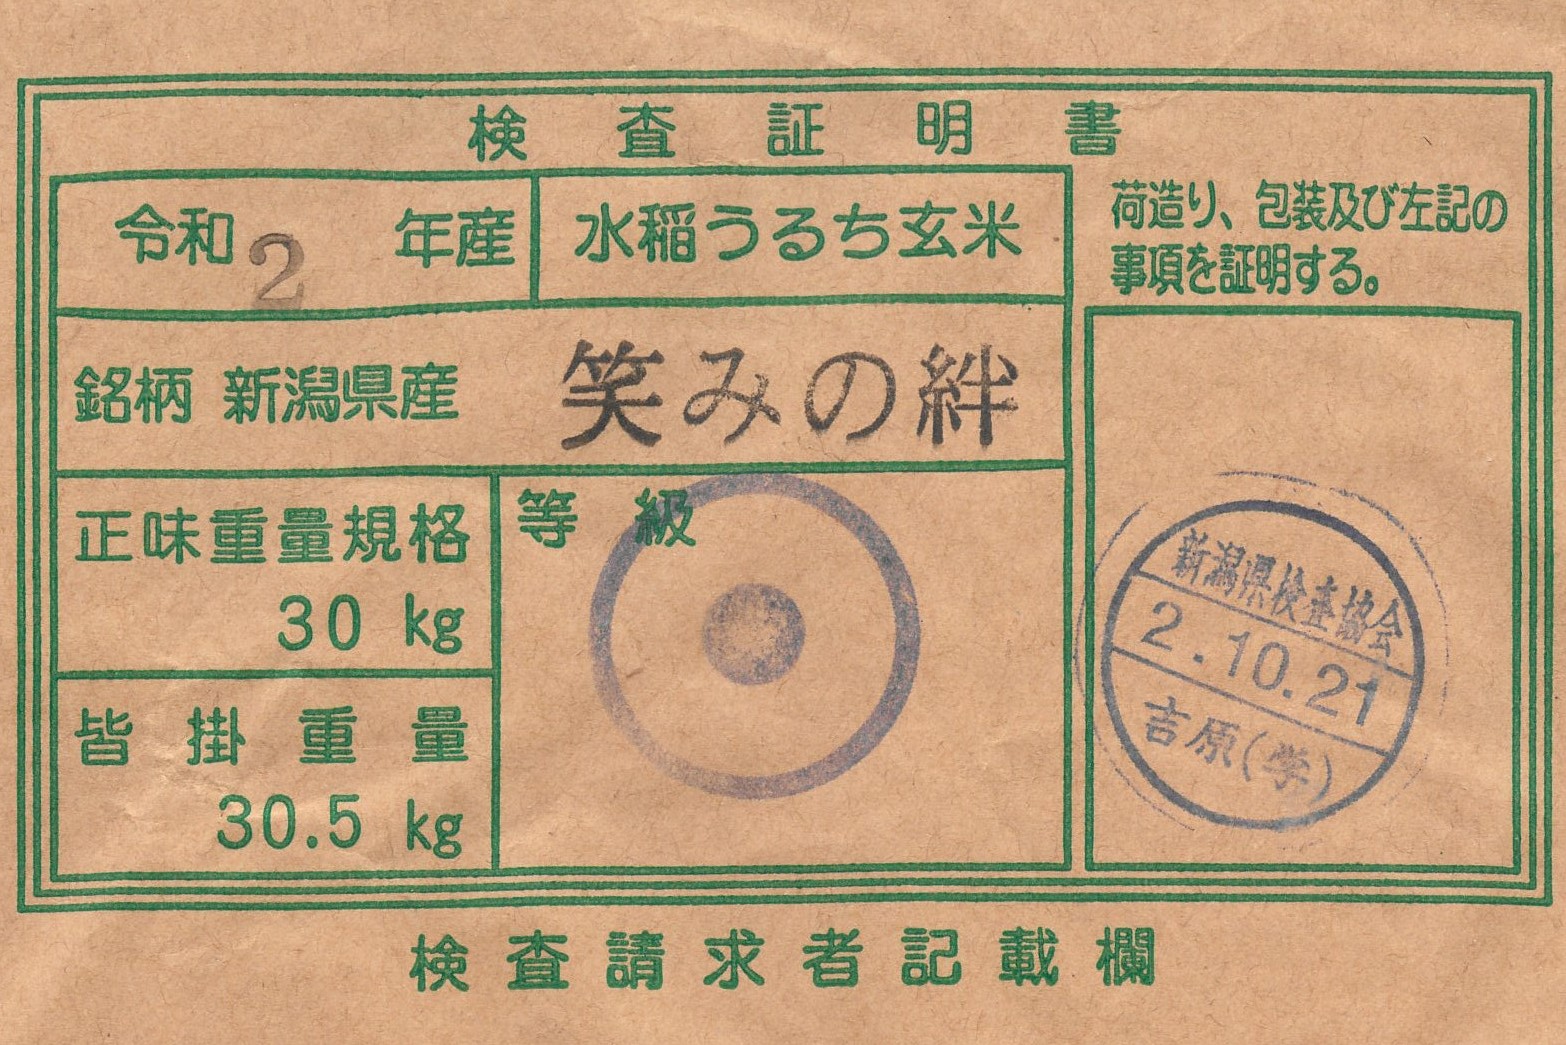 検査証明書
令和2年産
水稲うるち玄米
荷造り、包装及び左記の
事項を証明する。
銘柄 新潟県産 笑みの絆
正味重量規格
30 kg
等級
皆掛重量
30.5 kg
新潟県検査協会
2.10.21
吉原(学)
検査請求者記載欄